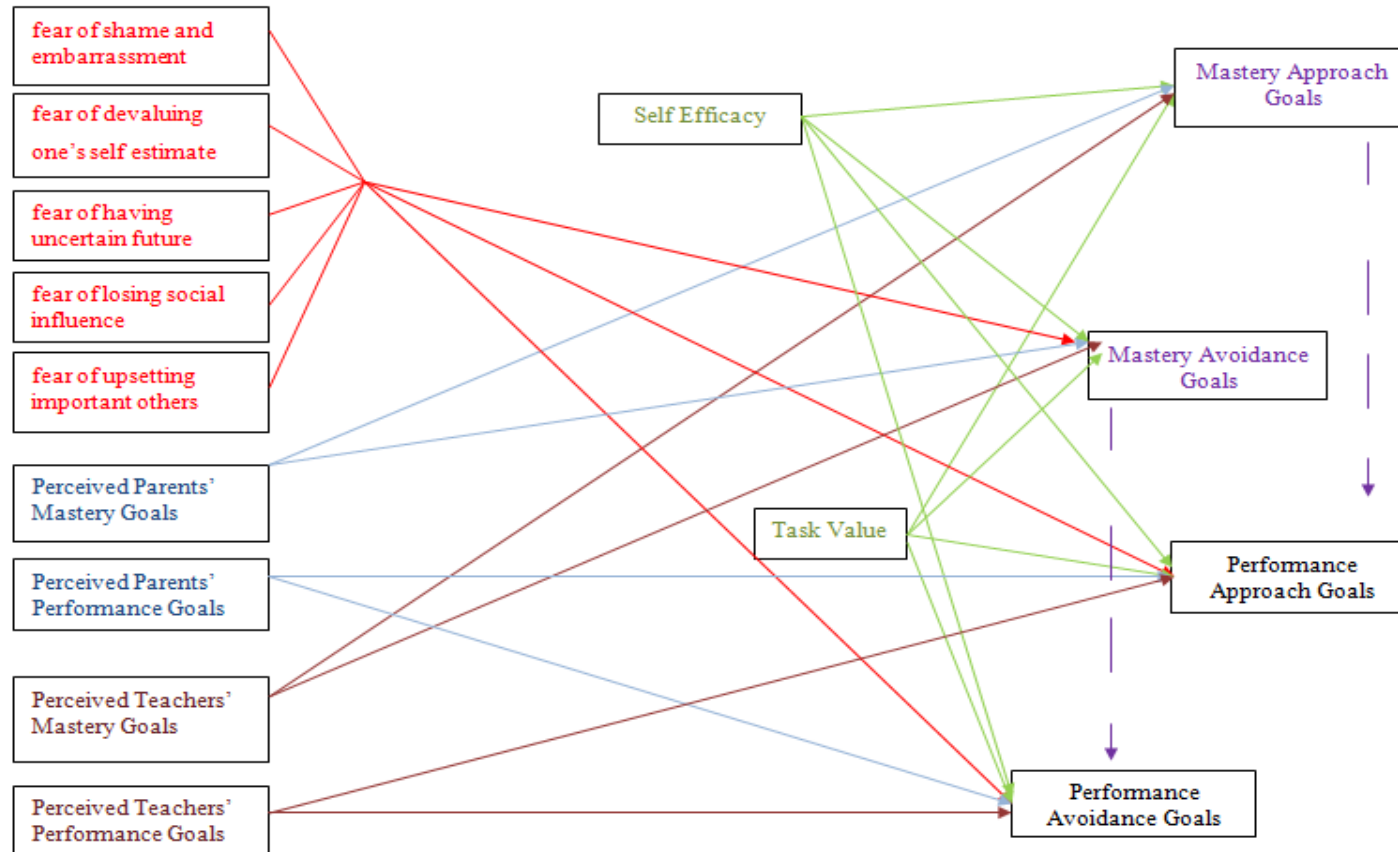 fear of shame and
embarrassment
fear of devaluing
one's self estimate
fear of having
uncertain future
fear of losing social
influence
fear of upsetting
important others
Perceived Parents'
Mastery Goals
Perceived Parents'
Performance Goals
Perceived Teachers'
Mastery Goals
Perceived Teachers'
Performance Goals
Self Efficacy
Task Value
Mastery Approach
Goals
Mastery Avoidance
Goals
Performance
Approach Goals
Performance
Avoidance Goals